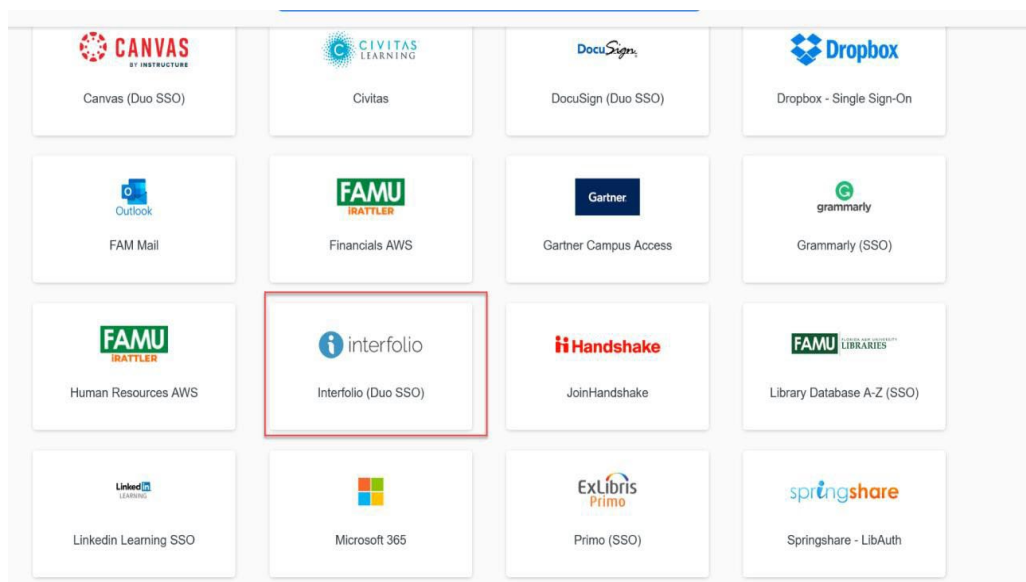 CANVAS
BY INSTRUCTURE
Canvas (Duo SSO)
CIVITAS
LEARNING
Civitas
DocuSign
DocuSign (Duo SSO)
Dropbox
Dropbox - Single Sign-On
Outlook
FAM Mail
FAMU
iRATTLER
Financials AWS
Gartner
Gartner Campus Access
grammarly
Grammarly (SSO)
FAMU
iRATTLER
Human Resources AWS
interfolio
Interfolio (Duo SSO)
Handshake
JoinHandshake
FAMU
FLORIDA A&M UNIVERSITY
LIBRARIES
Library Database A-Z (SSO)
Linked in
LEARNING
Linkedin Learning SSO
Microsoft 365
ExLibris
Primo
Primo (SSO)
springshare
Springshare - LibAuth